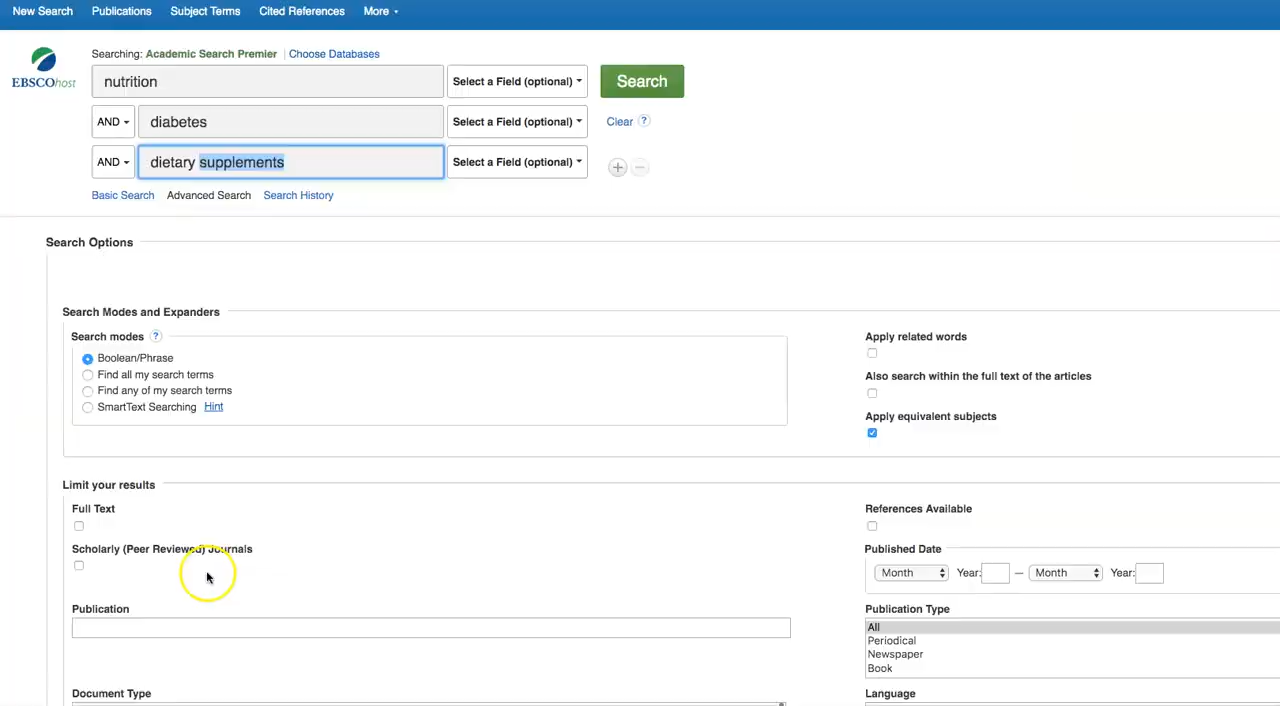 New Search Publications Subject Terms Cited References More
Searching: Academic Search Premier Choose Databases
EBSCOhost
nutrition Select a Field (optional) Search
AND diabetes Select a Field (optional) Clear ?
AND dietary supplements Select a Field (optional)
Basic Search Advanced Search Search History
Search Options
Search Modes and Expanders
Search modes ?
Boolean/Phrase
Find all my search terms
Find any of my search terms
SmartText Searching Hint
Apply related words
Also search within the full text of the articles
Apply equivalent subjects
Limit your results
Full Text
Scholarly (Peer Reviewed) Journals
Publication
Document Type
References Available
Published Date
Month Year: — Month Year:
Publication Type
All
Periodical
Newspaper
Book
Language